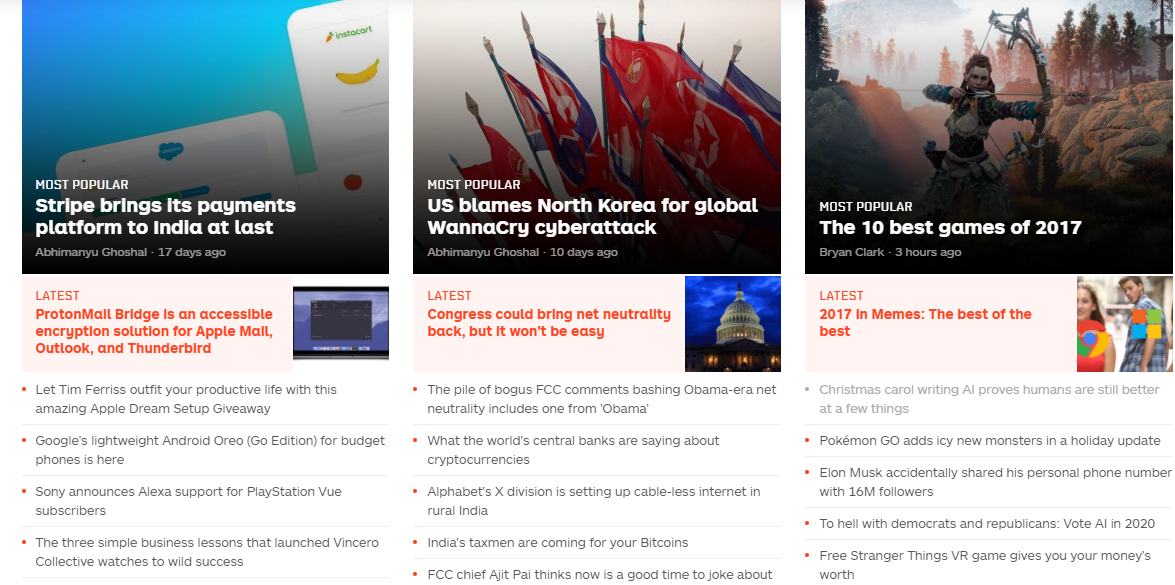 instacart
MOST POPULAR
Stripe brings its payments
platform to India at last
Abhimanyu Ghoshal · 17 days ago
LATEST
ProtonMail Bridge is an accessible
encryption solution for Apple Mail,
Outlook, and Thunderbird
Let Tim Ferriss outfit your productive life with this
amazing Apple Dream Setup Giveaway
Google's lightweight Android Oreo (Go Edition) for budget
phones is here
Sony announces Alexa support for PlayStation Vue
subscribers
The three simple business lessons that launched Vincero
Collective watches to wild success
MOST POPULAR
US blames North Korea for global
WannaCry cyberattack
Abhimanyu Ghoshal · 10 days ago
LATEST
Congress could bring net neutrality
back, but it won't be easy
The pile of bogus FCC comments bashing Obama-era net
neutrality includes one from 'Obama'
What the world's central banks are saying about
cryptocurrencies
Alphabet's X division is setting up cable-less internet in
rural India
India's taxmen are coming for your Bitcoins
FCC chief Ajit Pai thinks now is a good time to joke about
MOST POPULAR
The 10 best games of 2017
Bryan Clark · 3 hours ago
LATEST
2017 in Memes: The best of the
best
Christmas carol writing AI proves humans are still better
at a few things
Pokémon GO adds icy new monsters in a holiday update
Elon Musk accidentally shared his personal phone number
with 16M followers
To hell with democrats and republicans: Vote AI in 2020
Free Stranger Things VR game gives you your money's
worth